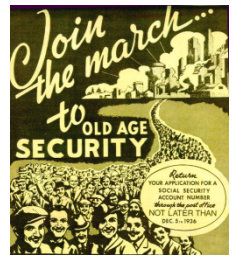 Join
the march...
to
OLD AGE
SECURITY
Return
YOUR APPLICATION FOR A
SOCIAL SECURITY
ACCOUNT NUMBER
through the post office
NOT LATER THAN
DEC. 5TH 1936